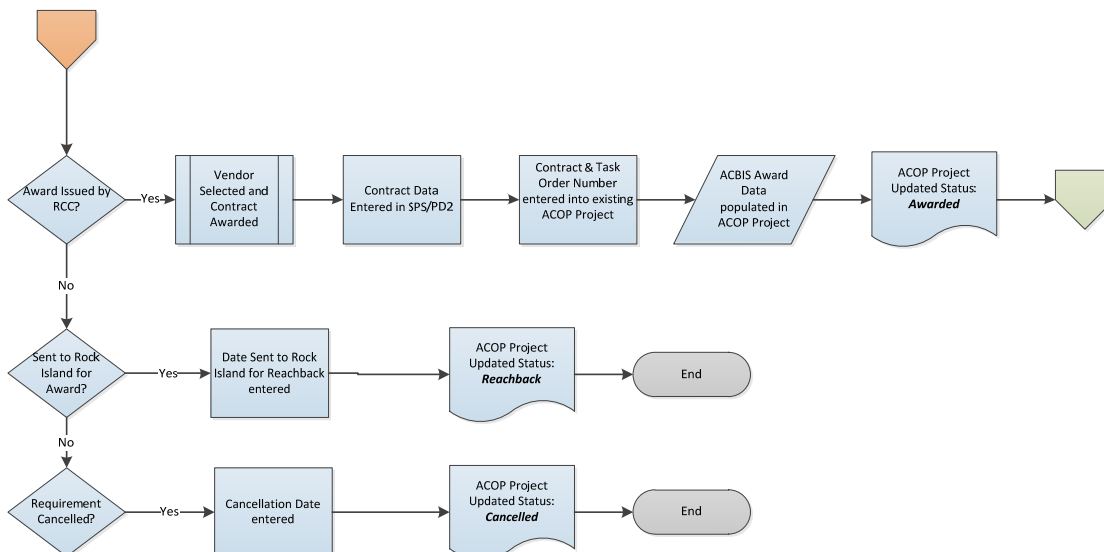 Award Issued by
RCC?
Yes
Vendor
Selected and
Contract
Awarded
Contract Data
Entered in SPS/PD2
Contract & Task
Order Number
entered into existing
ACOP Project
ACBIS Award
Data
populated in
ACOP Project
ACOP Project
Updated Status:
Awarded
No
Sent to Rock
Island for
Award?
Yes
Date Sent to Rock
Island for Reachback
entered
ACOP Project
Updated Status:
Reachback
End
No
Requirement
Cancelled?
Yes
Cancellation Date
entered
ACOP Project
Updated Status:
Cancelled
End